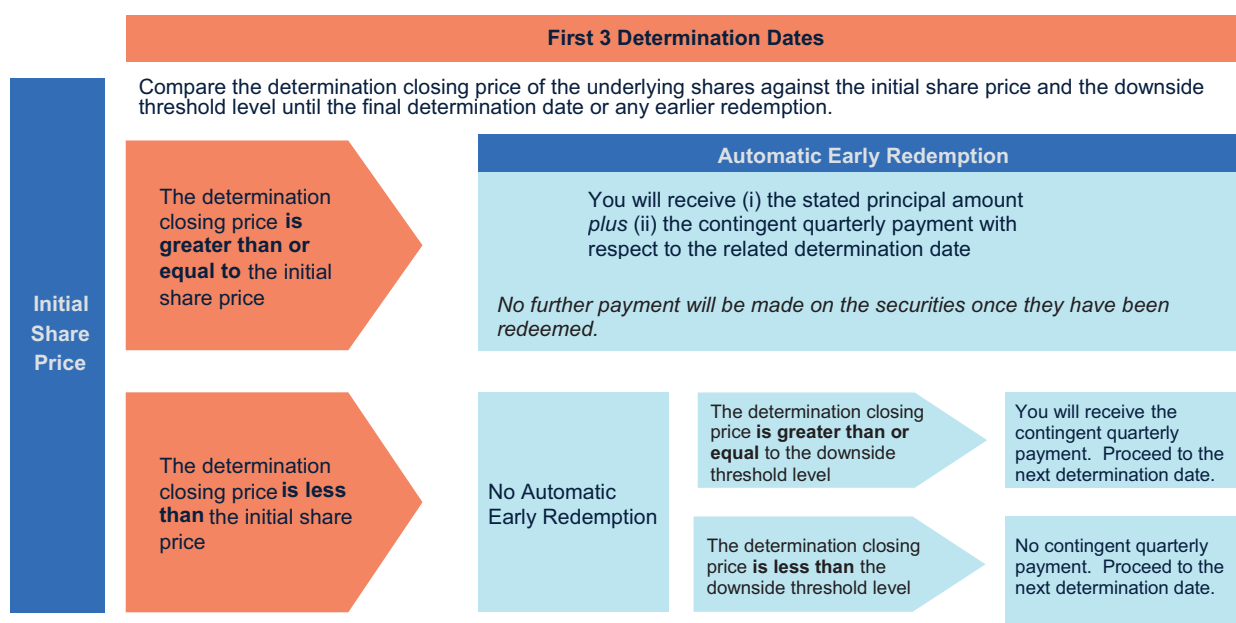 First 3 Determination Dates
Compare the determination closing price of the underlying shares against the initial share price and the downside
threshold level until the final determination date or any earlier redemption.
Initial
Share
Price
The determination
closing price is
greater than or
equal to the initial
share price
Automatic Early Redemption
You will receive (i) the stated principal amount
plus (ii) the contingent quarterly payment with
respect to the related determination date
No further payment will be made on the securities once they have been
redeemed.
The determination
closing price is less
than the initial share
price
No Automatic
Early Redemption
The determination closing
price is greater than or
equal to the downside
threshold level
You will receive the
contingent quarterly
payment. Proceed to the
next determination date.
The determination closing
price is less than the
downside threshold level
No contingent quarterly
payment. Proceed to the
next determination date.